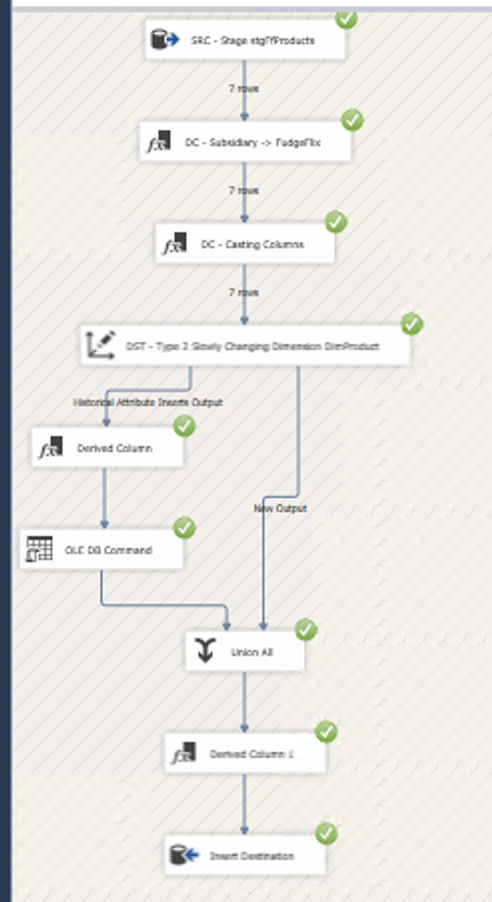 SRC - Stage stgffProducts
7 rows
DC - Subsidiary -> FudgeFlix
7 rows
DC - Casting Columns
7 rows
DST - Type 2 Slowly Changing Dimension DimProduct
Historical Attribute Inserts Output
Derived Column
New Output
OLE DB Command
Union All
Derived Column 1
Insert Destination